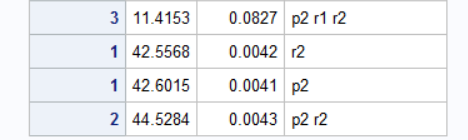 3 11.4153 0.0827 p2 r1 r2
1 42.5568 0.0042 r2
1 42.6015 0.0041 p2
2 44.5284 0.0043 p2 r2